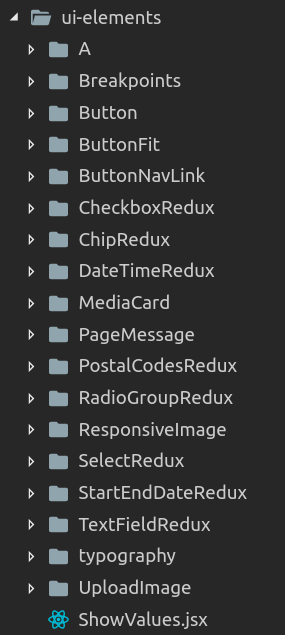 ui-elements
A
Breakpoints
Button
ButtonFit
ButtonNavLink
CheckboxRedux
ChipRedux
DateTimeRedux
MediaCard
PageMessage
PostalCodesRedux
RadioGroupRedux
ResponsiveImage
SelectRedux
StartEndDateRedux
TextFieldRedux
typography
UploadImage
ShowValues.jsx